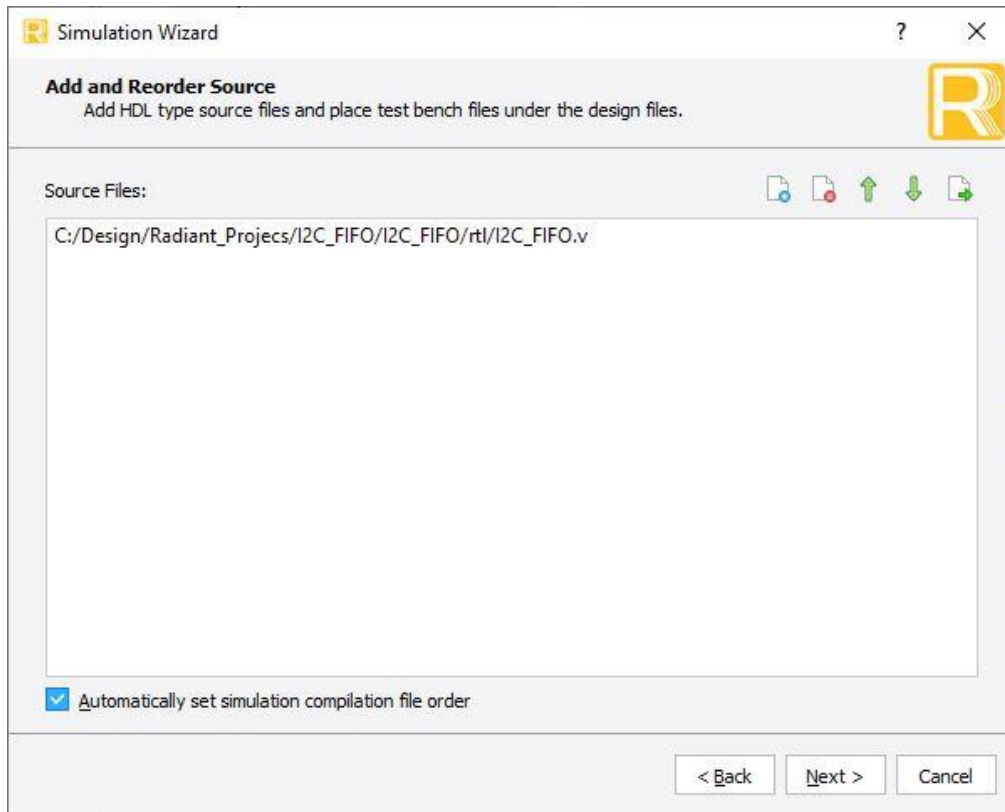 Simulation Wizard
?
Add and Reorder Source
Add HDL type source files and place test bench files under the design files.
R
Source Files:
C:/Design/Radiant_Projecs/I2C_FIFO/I2C_FIFO/rtl/I2C_FIFO.v
Automatically set simulation compilation file order
< Back Next > Cancel